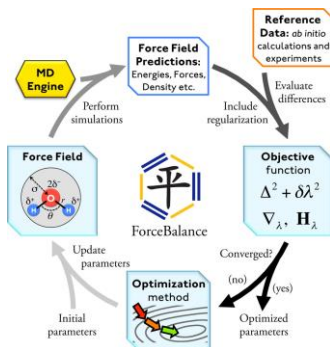 Reference
Data: ab initio
calculations and
experiments
Force Field
Predictions:
Energies, Forces,
Density etc.
MD
Engine
Perform
simulations
Include
regularization
Evaluate
differences
Force Field
σ
2δ⁻
δ⁺
δ⁺
O
H
H
r
θ
平
ForceBalance
Objective
function
Δ² + δλ²
∇λ, Hλ
Converged?
(no)
(yes)
Update
parameters
Initial
parameters
Optimization
method
Optimized
parameters